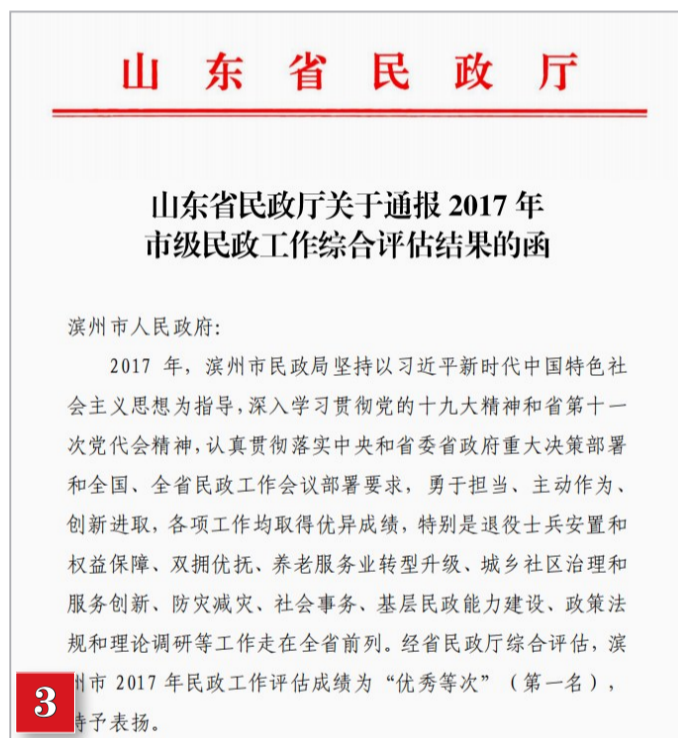 山东省民政厅
山东省民政厅关于通报 2017 年
市级民政工作综合评估结果的函
滨州市人民政府：
2017 年，滨州市民政局坚持以习近平新时代中国特色社
会主义思想为指导，深入学习贯彻党的十九大精神和省第十一
次党代会精神，认真贯彻落实中央和省委省政府重大决策部署
和全国、全省民政工作会议部署要求，勇于担当、主动作为、
创新进取，各项工作均取得优异成绩，特别是退役士兵安置和
权益保障、双拥优抚、养老服务业转型升级、城乡社区治理和
服务创新、防灾减灾、社会事务、基层民政能力建设、政策法
规和理论调研等工作走在全省前列。经省民政厅综合评估，滨
州市 2017 年民政工作评估成绩为“优秀等次”（第一名），
特予表扬。
3